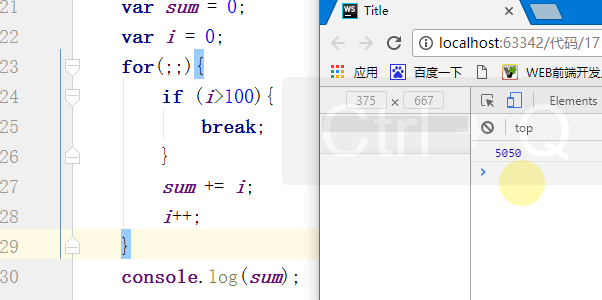 21 var sum = 0;
22 var i = 0;
23 for(;;){
24 if (i>100){
25 break;
26 }
27 sum += i;
28 i++;
29 }
30 console.log(sum);
WS Title
localhost:63342/代码/17
应用 百度一下 WEB前端开发
375 × 667 Elements
top
5050
Ctrl + Q